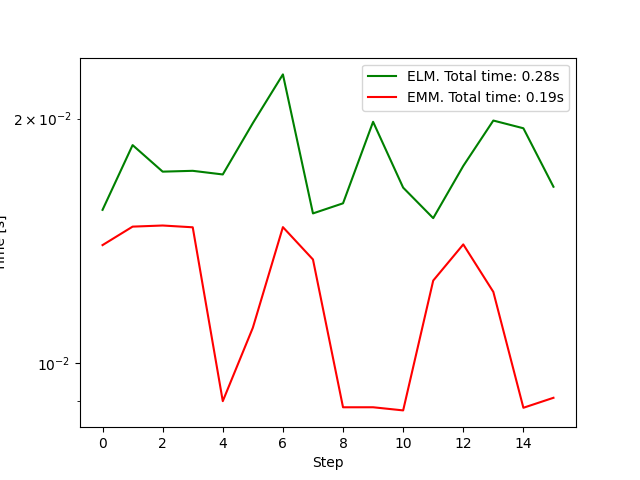 ELM. Total time: 0.28s
EMM. Total time: 0.19s
2 × 10⁻²
10⁻²
Time [s]
0 2 4 6 8 10 12 14
Step